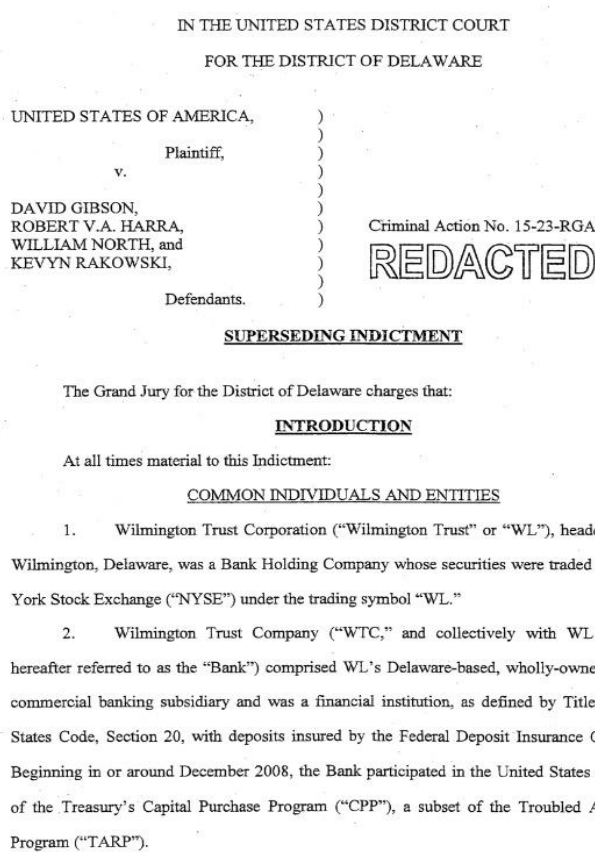 IN THE UNITED STATES DISTRICT COURT
FOR THE DISTRICT OF DELAWARE
UNITED STATES OF AMERICA, )
)
Plaintiff, )
v. )
)
DAVID GIBSON, )
ROBERT V.A. HARRA, ) Criminal Action No. 15-23-RGA
WILLIAM NORTH, and )
KEVYN RAKOWSKI, ) REDACTED
)
Defendants. )
SUPERSEDING INDICTMENT
The Grand Jury for the District of Delaware charges that:
INTRODUCTION
At all times material to this Indictment:
COMMON INDIVIDUALS AND ENTITIES
1. Wilmington Trust Corporation (“Wilmington Trust” or “WL”),
Wilmington, Delaware, was a Bank Holding Company whose securities were traded
York Stock Exchange (“NYSE”) under the trading symbol “WL.”
2. Wilmington Trust Company (“WTC,” and collectively with WL
hereafter referred to as the “Bank”) comprised WL’s Delaware-based,
commercial banking subsidiary and was a financial institution, as defined by Title
States Code, Section 20, with deposits insured by the Federal Deposit Insurance
Beginning in or around December 2008, the Bank participated in the United States
of the Treasury’s Capital Purchase Program (“CPP”), a subset of the Troubled
Program (“TARP”).